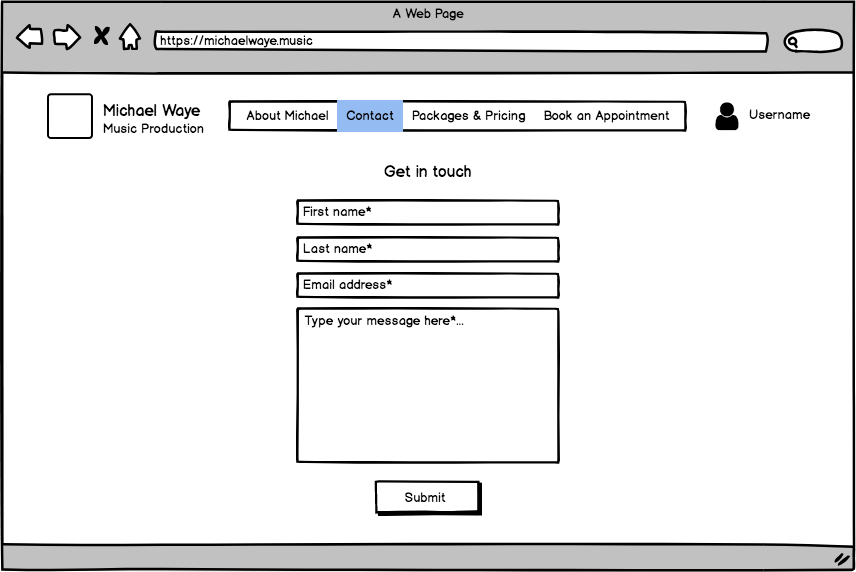 A Web Page
https://michaelwaye.music
Michael Waye
Music Production
About Michael Contact Packages & Pricing Book an Appointment
Username
Get in touch
First name*
Last name*
Email address*
Type your message here*...
Submit